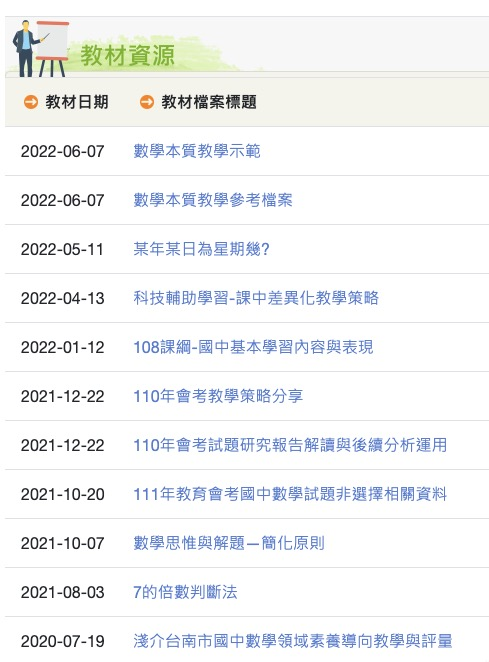 教材資源
教材日期 教材檔案標題
2022-06-07 數學本質教學示範
2022-06-07 數學本質教學參考檔案
2022-05-11 某年某日為星期幾?
2022-04-13 科技輔助學習-課中差異化教學策略
2022-01-12 108課綱-國中基本學習內容與表現
2021-12-22 110年會考教學策略分享
2021-12-22 110年會考試題研究報告解讀與後續分析運用
2021-10-20 111年教育會考國中數學試題非選擇相關資料
2021-10-07 數學思惟與解題－簡化原則
2021-08-03 7的倍數判斷法
2020-07-19 淺介台南市國中數學領域素養導向教學與評量